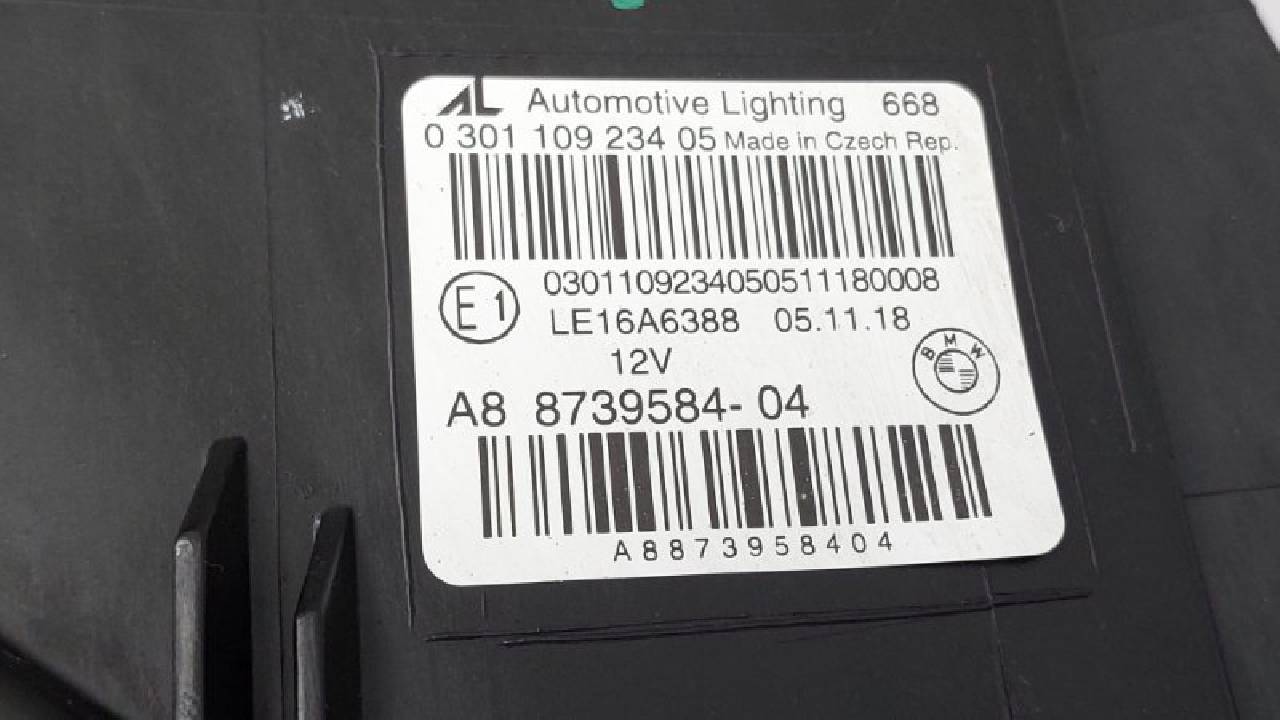 AL Automotive Lighting 668
0 301 109 234 05 Made in Czech Rep.
0301109234050511180008
E1
LE16A6388 05.11.18
12V
BMW
A8 8739584- 04
A8873958404